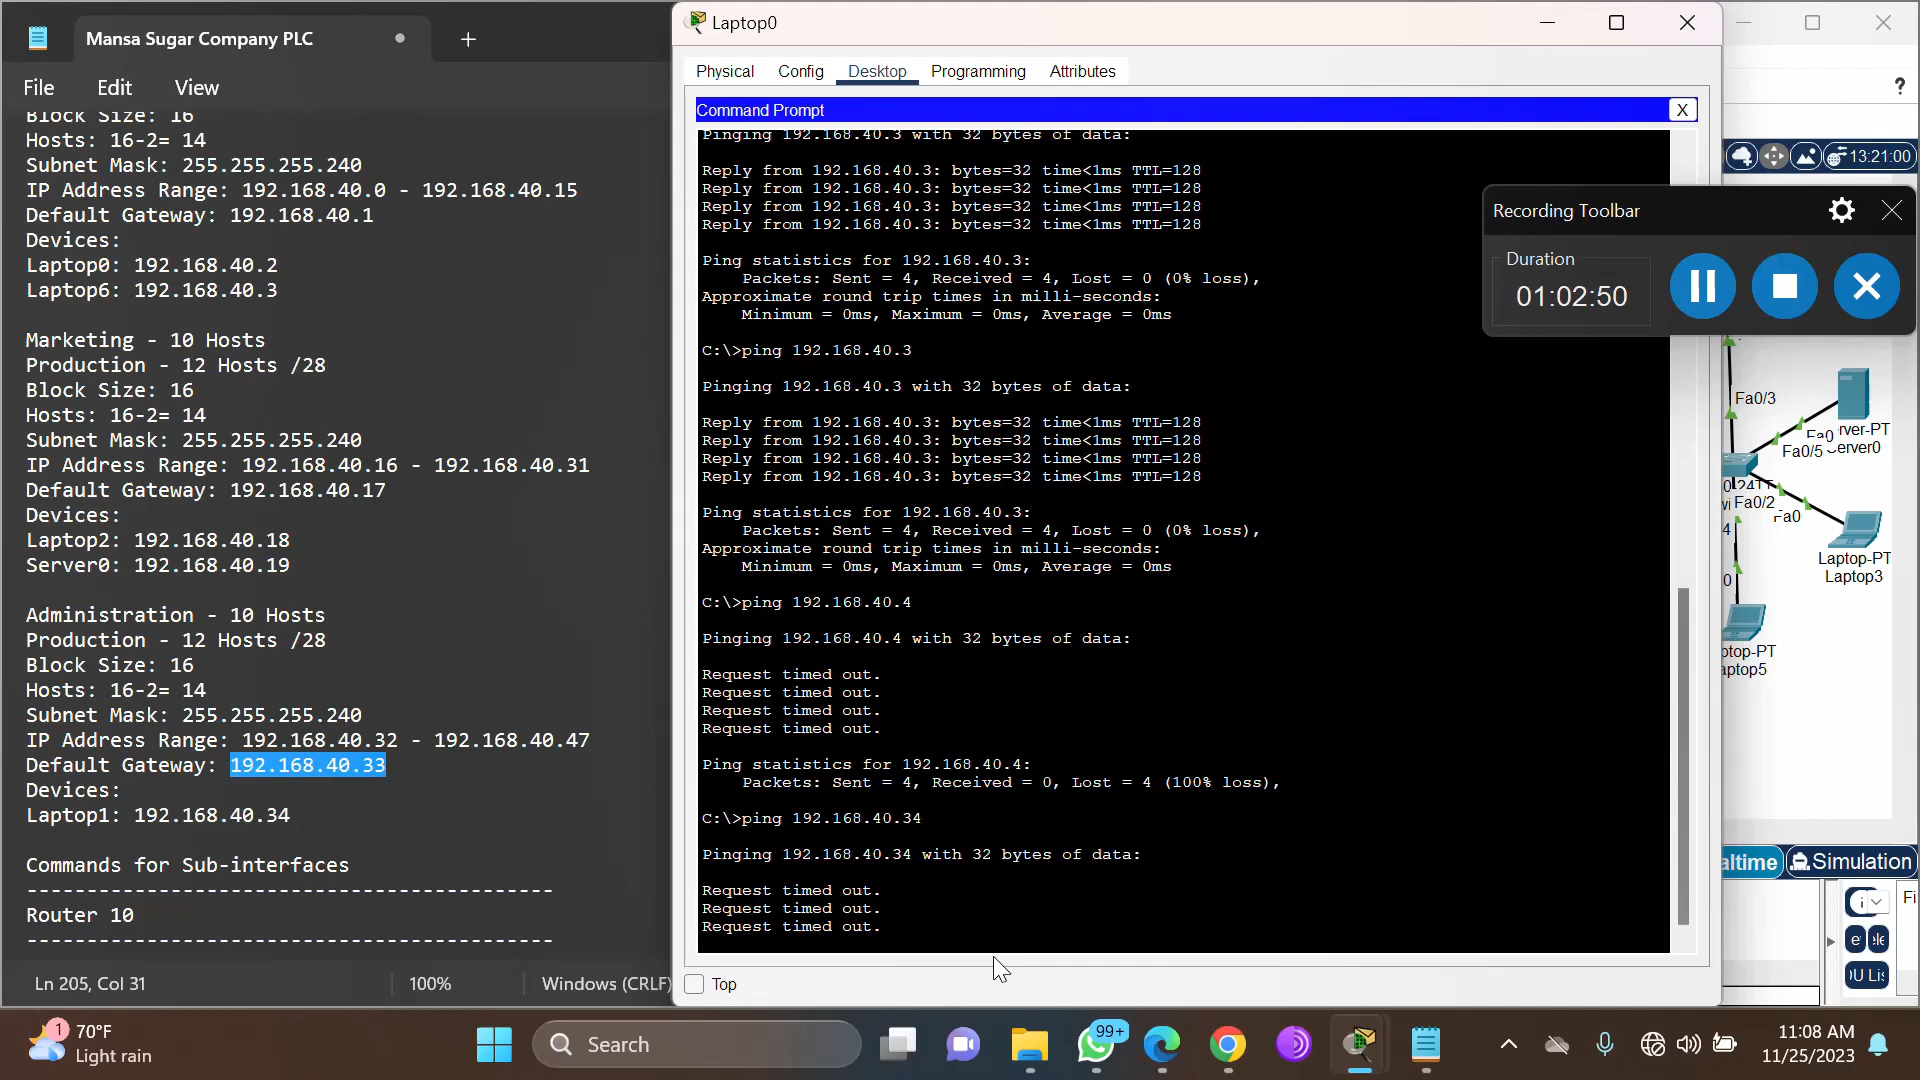 Mansa Sugar Company PLC
File Edit View
Block Size: 16
Hosts: 16-2= 14
Subnet Mask: 255.255.255.240
IP Address Range: 192.168.40.0 - 192.168.40.15
Default Gateway: 192.168.40.1
Devices:
Laptop0: 192.168.40.2
Laptop6: 192.168.40.3
Marketing - 10 Hosts
Production - 12 Hosts /28
Block Size: 16
Hosts: 16-2= 14
Subnet Mask: 255.255.255.240
IP Address Range: 192.168.40.16 - 192.168.40.31
Default Gateway: 192.168.40.17
Devices:
Laptop2: 192.168.40.18
Server0: 192.168.40.19
Administration - 10 Hosts
Production - 12 Hosts /28
Block Size: 16
Hosts: 16-2= 14
Subnet Mask: 255.255.255.240
IP Address Range: 192.168.40.32 - 192.168.40.47
Default Gateway: 192.168.40.33
Devices:
Laptop1: 192.168.40.34
Commands for Sub-interfaces
--------------------------------------------
Router 10
--------------------------------------------
Ln 205, Col 31 100% Windows (CRLF)
Laptop0
Physical Config Desktop Programming Attributes
Command Prompt X
Pinging 192.168.40.3 with 32 bytes of data:
Reply from 192.168.40.3: bytes=32 time<1ms TTL=128
Reply from 192.168.40.3: bytes=32 time<1ms TTL=128
Reply from 192.168.40.3: bytes=32 time<1ms TTL=128
Reply from 192.168.40.3: bytes=32 time<1ms TTL=128
Ping statistics for 192.168.40.3:
Packets: Sent = 4, Received = 4, Lost = 0 (0% loss),
Approximate round trip times in milli-seconds:
Minimum = 0ms, Maximum = 0ms, Average = 0ms
C:\>ping 192.168.40.3
Pinging 192.168.40.3 with 32 bytes of data:
Reply from 192.168.40.3: bytes=32 time<1ms TTL=128
Reply from 192.168.40.3: bytes=32 time<1ms TTL=128
Reply from 192.168.40.3: bytes=32 time<1ms TTL=128
Reply from 192.168.40.3: bytes=32 time<1ms TTL=128
Ping statistics for 192.168.40.3:
Packets: Sent = 4, Received = 4, Lost = 0 (0% loss),
Approximate round trip times in milli-seconds:
Minimum = 0ms, Maximum = 0ms, Average = 0ms
C:\>ping 192.168.40.4
Pinging 192.168.40.4 with 32 bytes of data:
Request timed out.
Request timed out.
Request timed out.
Request timed out.
Ping statistics for 192.168.40.4:
Packets: Sent = 4, Received = 0, Lost = 4 (100% loss),
C:\>ping 192.168.40.34
Pinging 192.168.40.34 with 32 bytes of data:
Request timed out.
Request timed out.
Request timed out.
Top
?
13:21:00
Recording Toolbar
Duration
01:02:50
Fa0/3
Fa0 rver-PT
Fa0/5 erver0
Fa0/2
Fa0
Laptop-PT
Laptop3
ptop-PT
aptop5
altime Simulation
Fi
70°F
Light rain
1
Search
99+
11:08 AM
11/25/2023